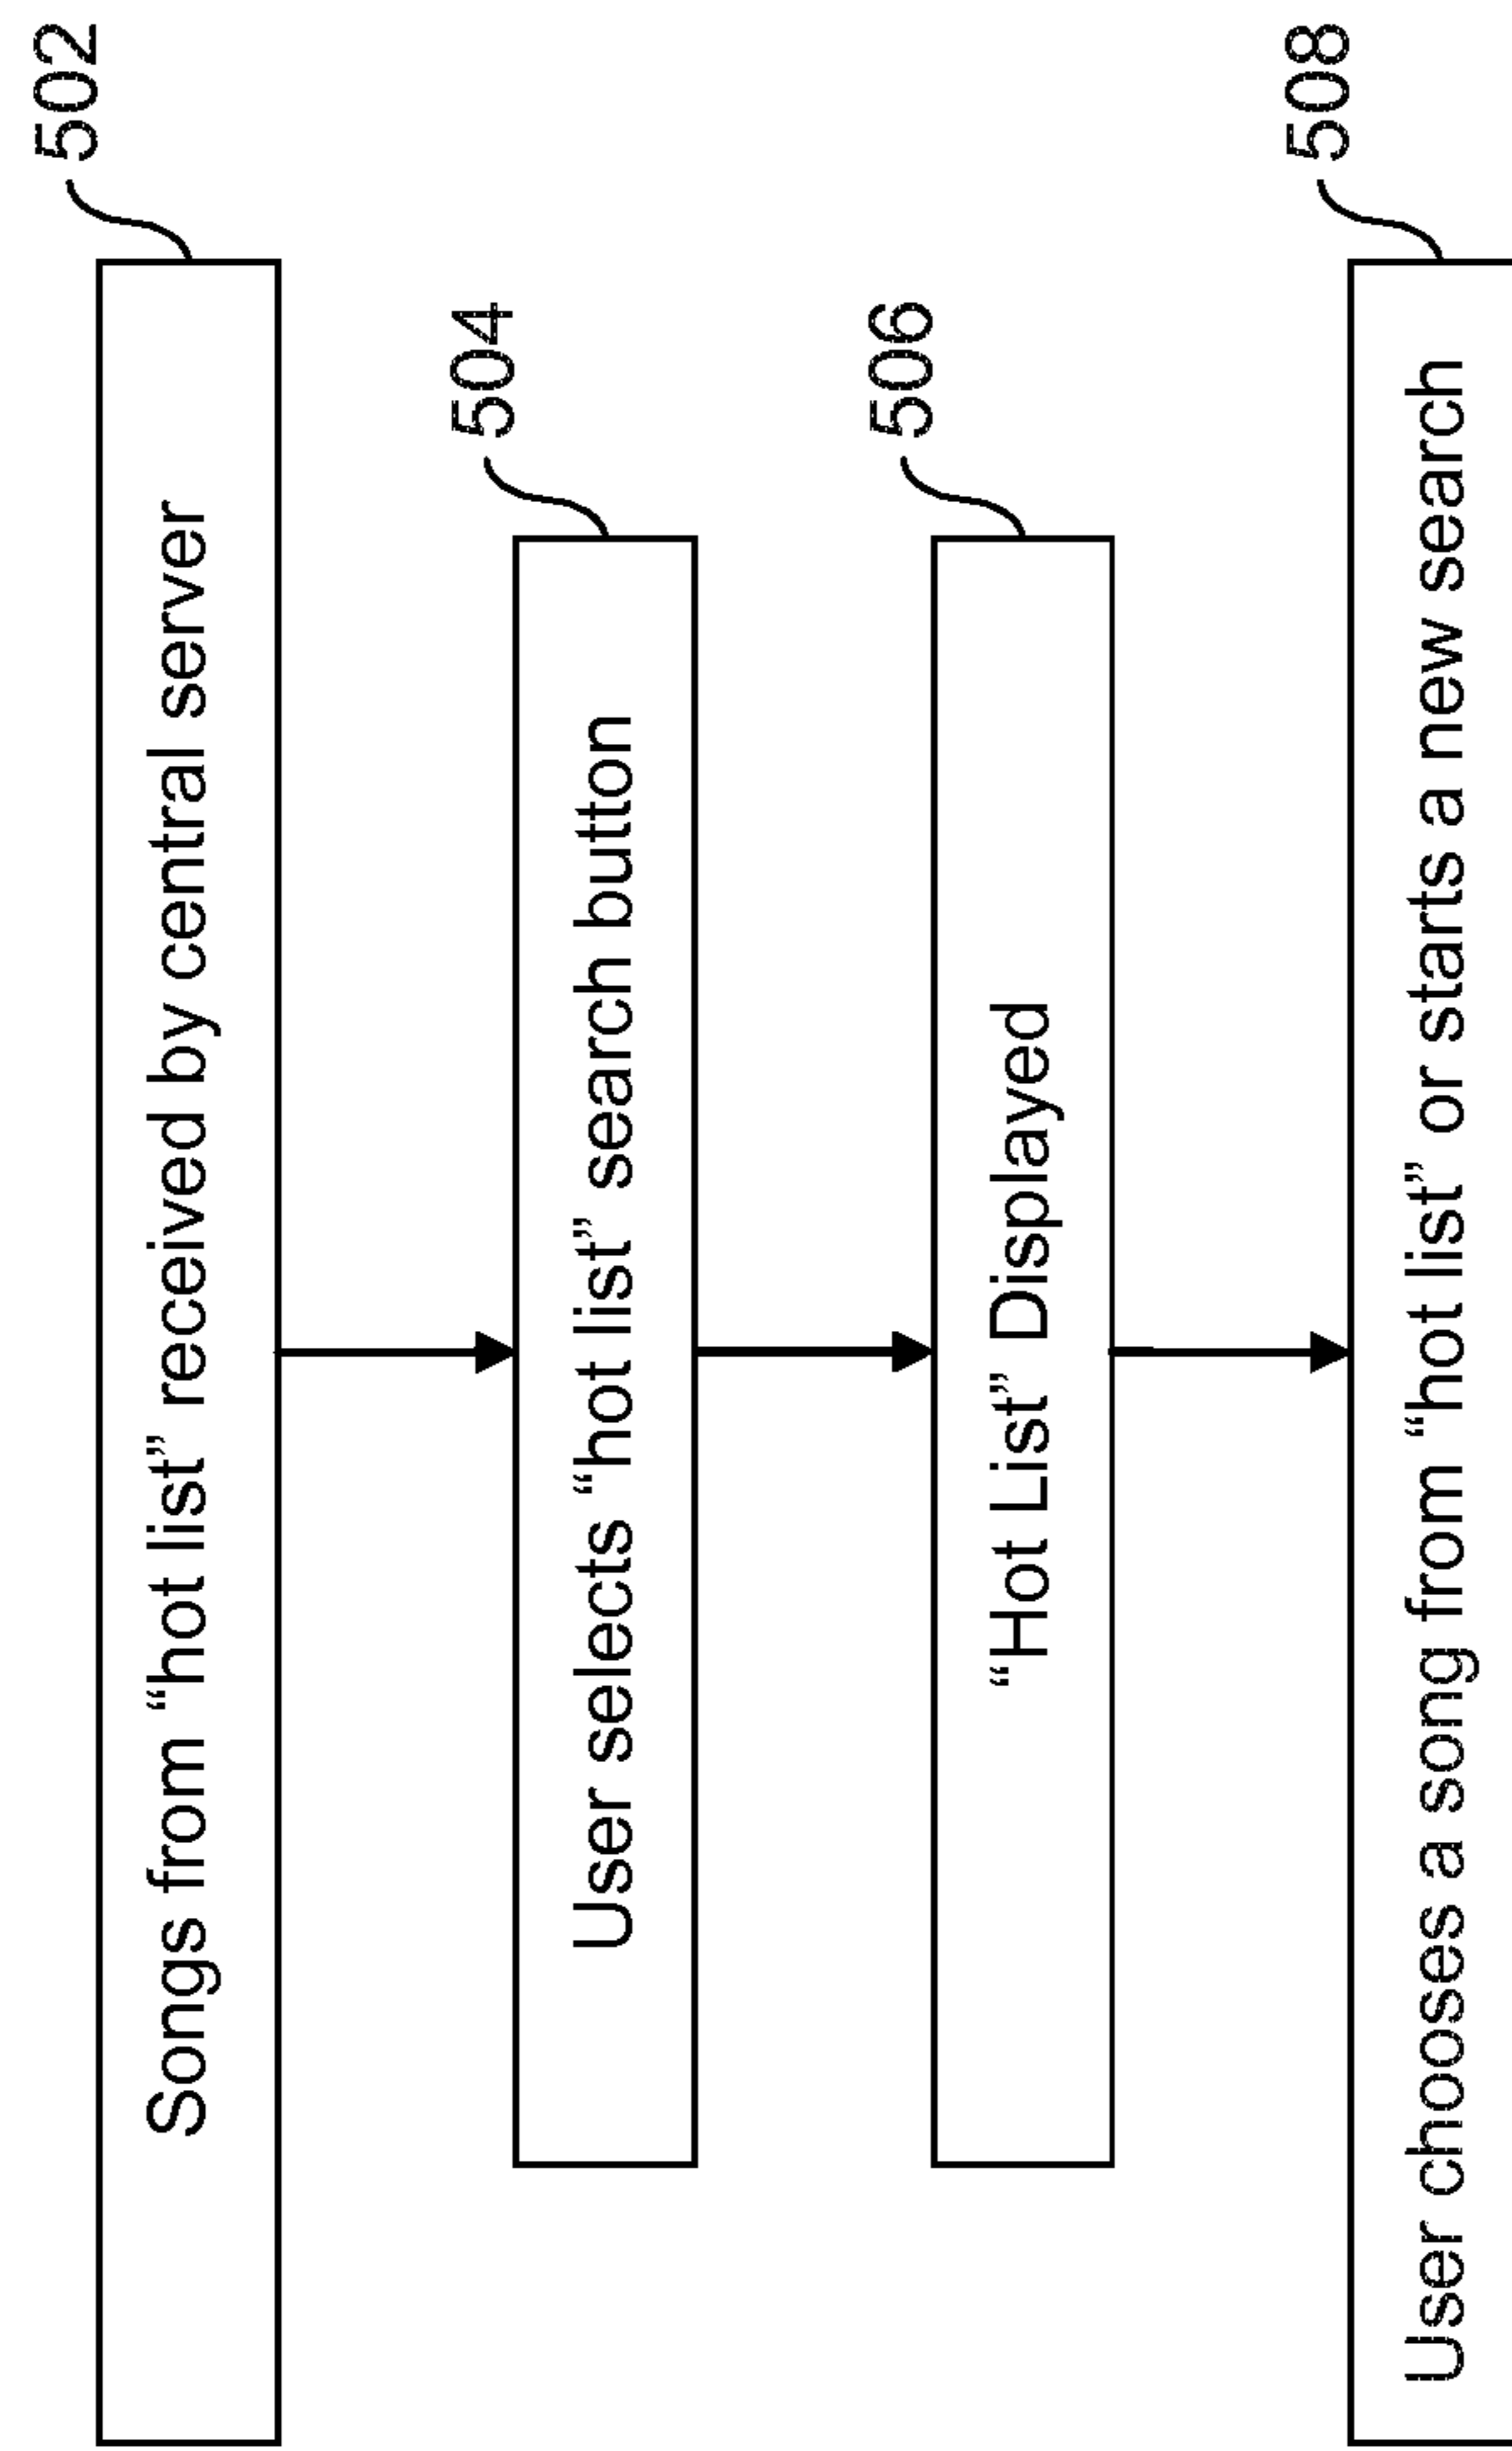 502
Songs from “hot list” received by central server
504
User selects “hot list” search button
506
“Hot List” Displayed
508
User chooses a song from “hot list” or starts a new search